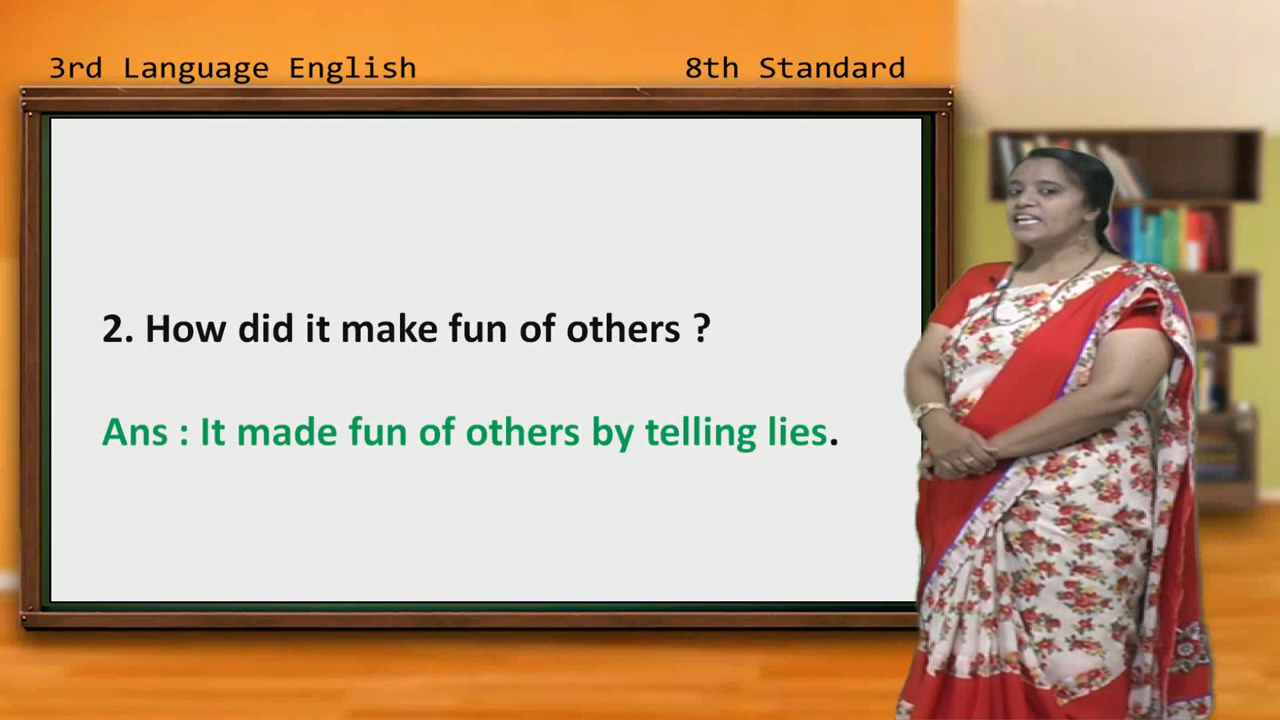 3rd Language English
8th Standard
2. How did it make fun of others ?
Ans : It made fun of others by telling lies.